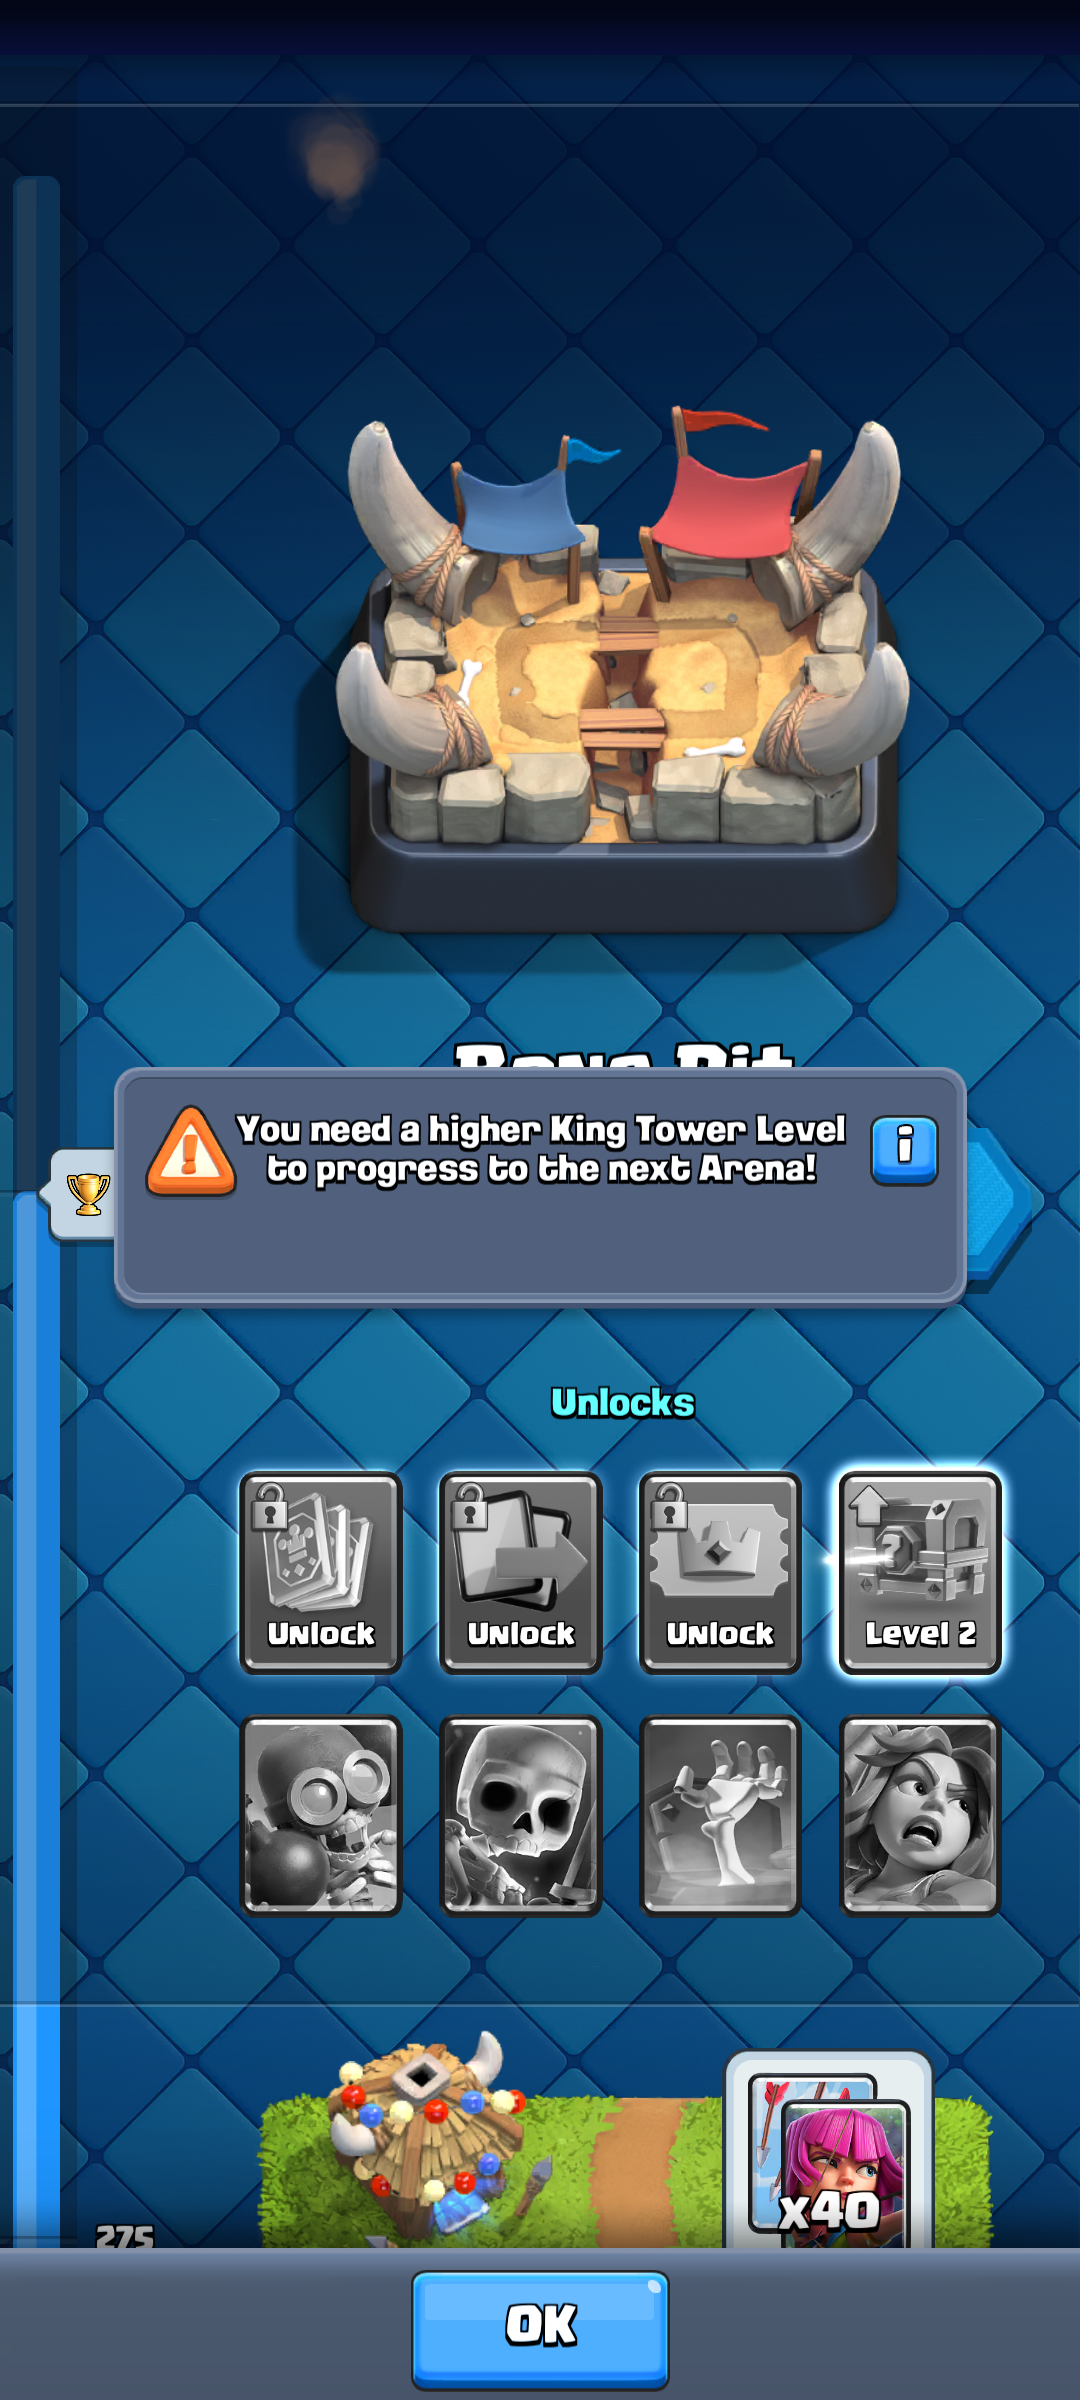 You need a higher King Tower Level
to progress to the next Arena!
Unlocks
Unlock
Unlock
Unlock
Level 2
x40
275
OK